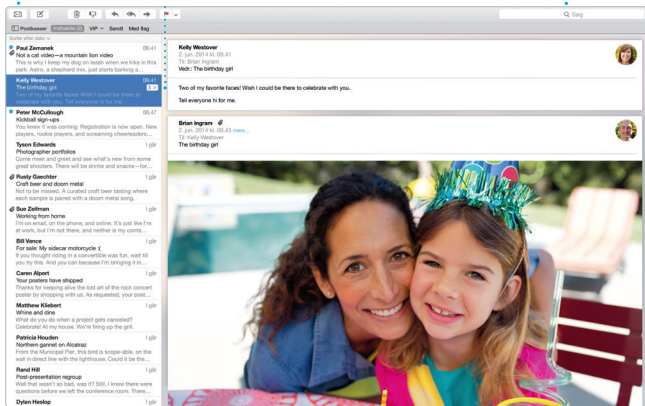 Søg
Postkasser Indbakke (2) VIP Sendt Med flag
Sorter efter dato
Paul Zemanek 09.41
Not a cat video—a mountain lion video
This is why I keep my dog on leash when we hike in this
park. Astro, a shepherd mix, just starts barking a...
Kelly Westover 09.41
The birthday girl
Two of my favorite faces! Wish I could be there to
celebrate with you. Tell everyone hi for me.
Peter McCullough 08.47
Kickball sign-ups
You knew it was coming: Registration is now open. New
players, rookie players, and screaming cheerleaders...
Tyson Edwards I går
Photographer portfolios
Come meet and greet and see what's new from some
great shooters. There will be drinks and snacks—for...
Rusty Gaechter I går
Craft beer and doom metal
Not to be missed. A curated craft beer tasting where
each sample is paired with a doom metal song.
Sue Zeifman I går
Working from home
I'm on email, on the phone, and online. It's just like I'm
at work, but I'm not there, and neither is my conta...
Bill Vance I går
For sale: My sidecar motorcycle :(
If you thought riding in a convertible was fun, wait till
you try this. And you can because I'm bringing it in...
Caren Alpert I går
Your posters have shipped
Thanks for keeping alive the lost art of the rock concert
poster by shopping with us. As requested, your post...
Matthew Kliebert I går
Whine and dine
What do you do when a project gets canceled?
Celebrate! At my house. We're firing up the grill.
Patricia Houden I går
Northern gannet on Alcatraz
From the Municipal Pier, this bird is scope-able, on the
wall in direct line with the lighthouse. Could it be the...
Rand Hill I går
Post-presentation regroup
Well that wasn't so bad, was it? Still, I know there were
questions before we left the conference room. There...
Dylen Heslop I går
Kelly Westover
2. jun. 2014 kl. 09.41
Til: Brian Ingram
Vedr.: The birthday girl
Two of my favorite faces! Wish I could be there to celebrate with you.
Tell everyone hi for me.
Brian Ingram
2. jun. 2014 kl. 08.43 mere...
Til: Kelly Westover
The birthday girl